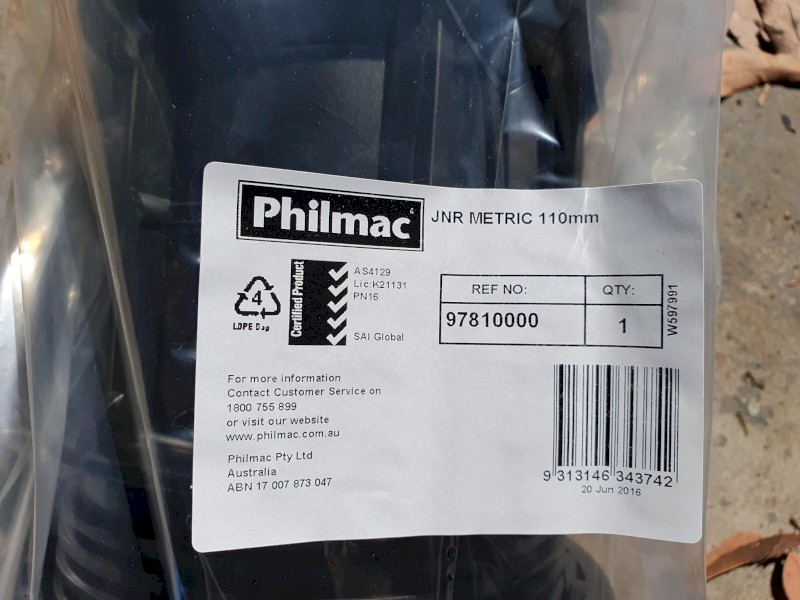 Philmac
JNR METRIC 110mm
4
LDPE Bag
Certified Product
AS4129
Lic:K21131
PN16
SAI Global
REF NO: QTY:
97810000 1
W597991
For more information
Contact Customer Service on
1800 755 899
or visit our website
www.philmac.com.au
Philmac Pty Ltd
Australia
ABN 17 007 873 047
9 313146 343742
20 Jun 2016